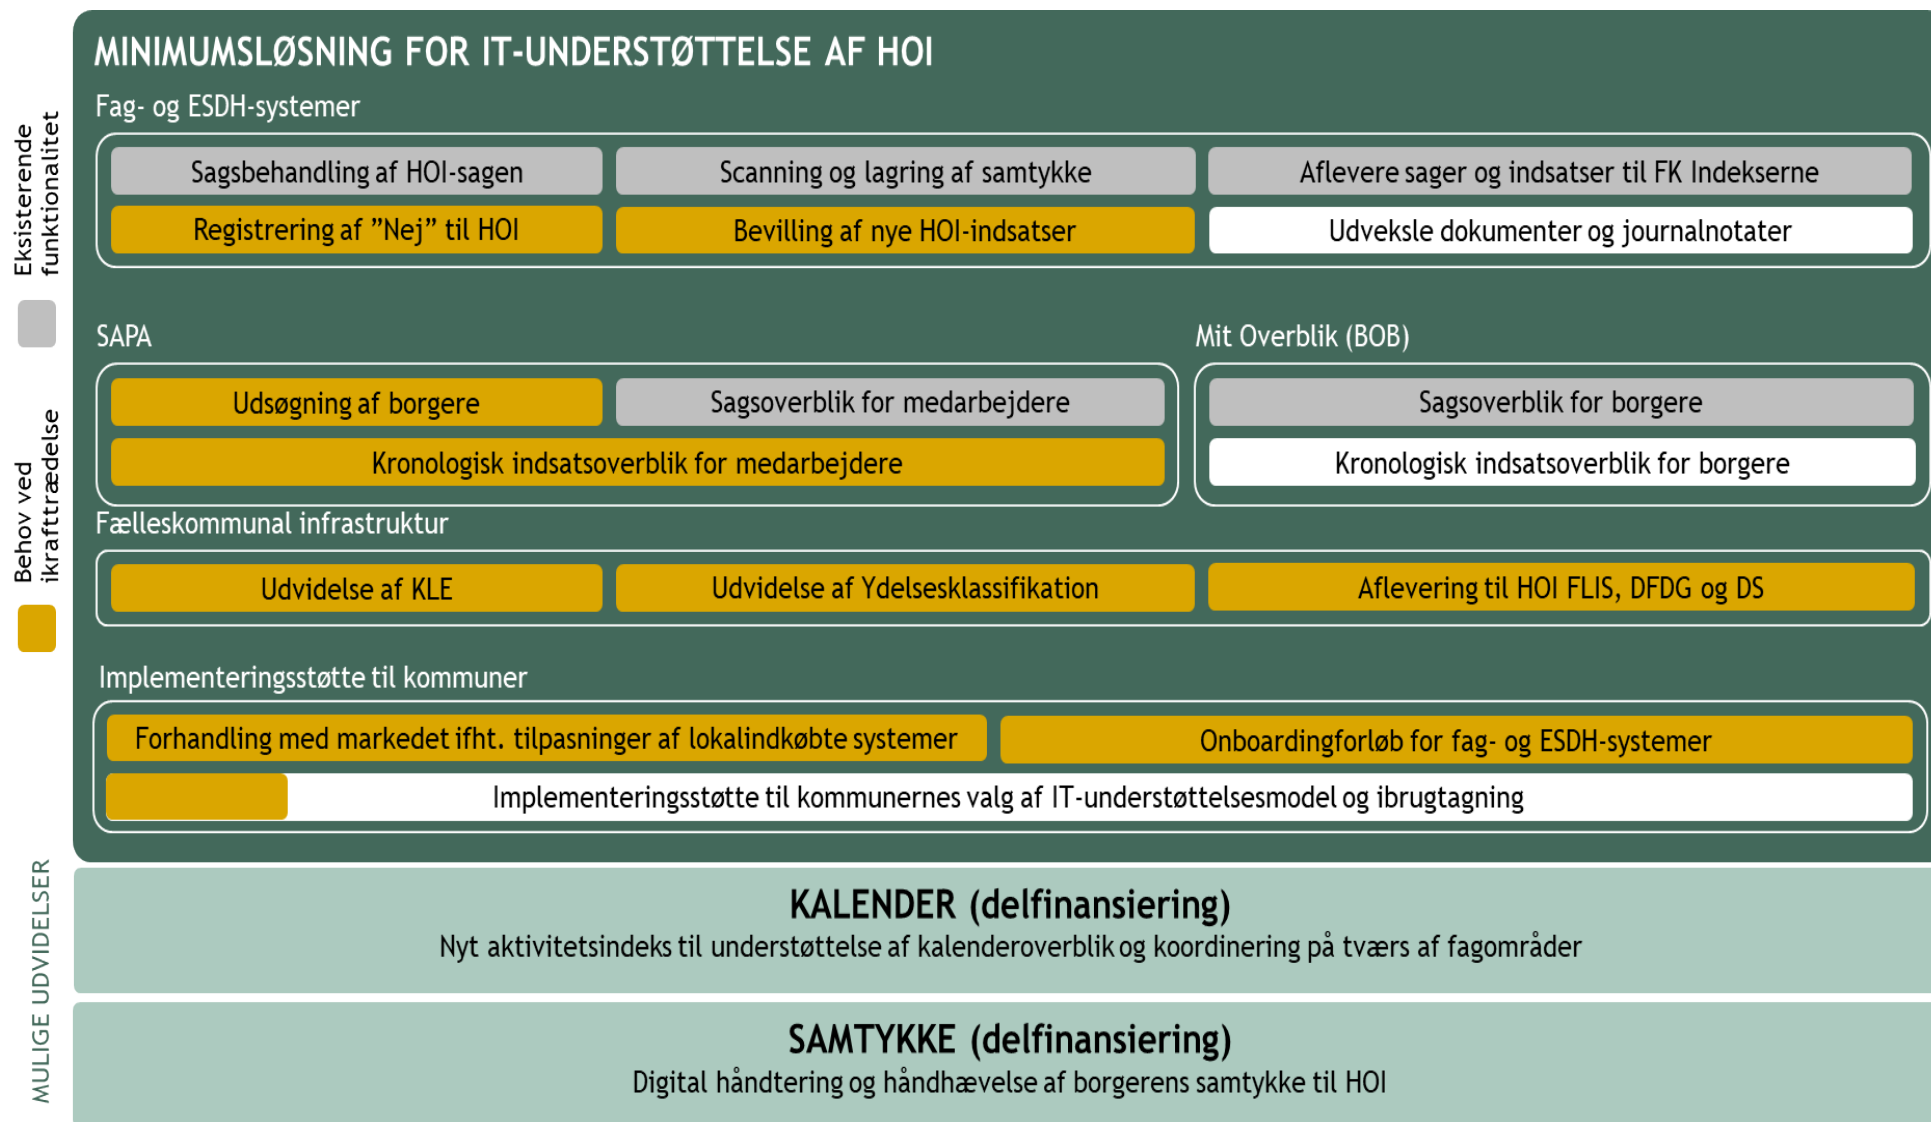 MINIMUMSLØSNING FOR IT-UNDERSTØTTELSE AF HOI
Fag- og ESDH-systemer
Sagsbehandling af HOI-sagen
Scanning og lagring af samtykke
Aflevere sager og indsatser til FK Indekserne
Registrering af ”Nej” til HOI
Bevilling af nye HOI-indsatser
Udveksle dokumenter og journalnotater
SAPA
Udsøgning af borgere
Sagsoverblik for medarbejdere
Kronologisk indsatsoverblik for medarbejdere
Mit Overblik (BOB)
Sagsoverblik for borgere
Kronologisk indsatsoverblik for borgere
Fælleskommunal infrastruktur
Udvidelse af KLE
Udvidelse af Ydelsesklassifikation
Aflevering til HOI FLIS, DFDG og DS
Implementeringsstøtte til kommuner
Forhandling med markedet ifht. tilpasninger af lokalindkøbte systemer
Onboardingforløb for fag- og ESDH-systemer
Implementeringsstøtte til kommunernes valg af IT-understøttelsesmodel og ibrugtagning
KALENDER (delfinansiering)
Nyt aktivitetsindeks til understøttelse af kalenderoverblik og koordinering på tværs af fagområder
SAMTYKKE (delfinansiering)
Digital håndtering og håndhævelse af borgerens samtykke til HOI
Eksisterende
funktionalitet
Behov ved
ikrafttrædelse
MULIGE UDVIDELSER